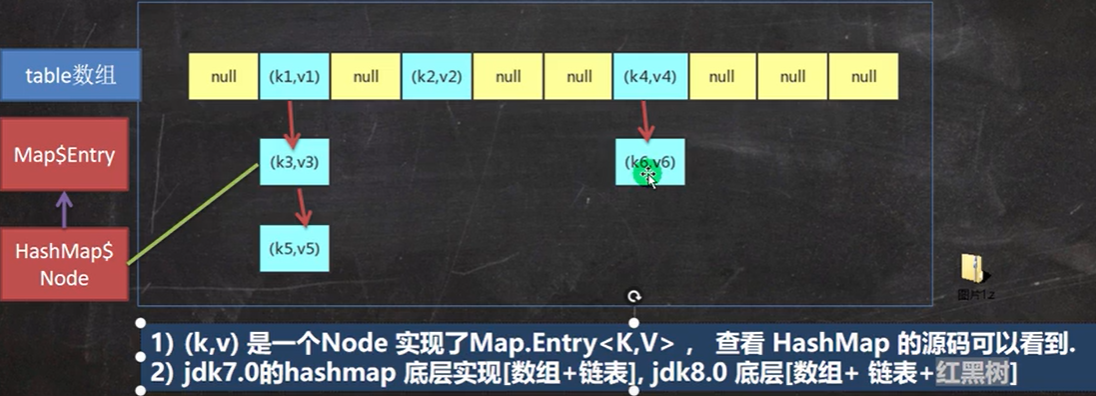 table数组
null
(k1,v1)
null
(k2,v2)
null
null
(k4,v4)
null
null
null
Map$Entry
(k3,v3)
(k6,v6)
HashMap$
Node
(k5,v5)
图片12
1) (k,v) 是一个Node 实现了Map.Entry<K,V> ， 查看 HashMap 的源码可以看到.
2) jdk7.0的hashmap 底层实现[数组+链表], jdk8.0 底层[数组+ 链表+红黑树]